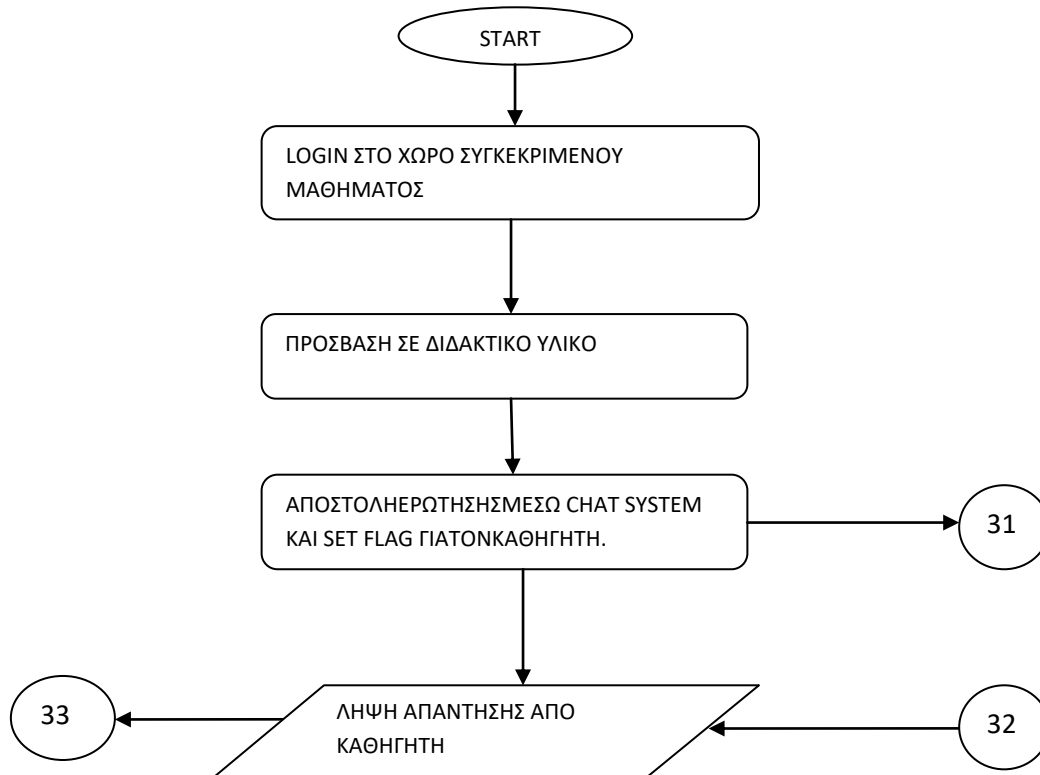 START
LOGIN ΣΤΟ ΧΩΡΟ ΣΥΓΚΕΚΡΙΜΕΝΟΥ
ΜΑΘΗΜΑΤΟΣ
ΠΡΟΣΒΑΣΗ ΣΕ ΔΙΔΑΚΤΙΚΟ ΥΛΙΚΟ
ΑΠΟΣΤΟΛΗΕΡΩΤΗΣΗΣΜΕΣΩ CHAT SYSTEM
ΚΑΙ SET FLAG ΓΙΑΤΟΝΚΑΘΗΓΗΤΗ.
31
33
ΛΗΨΗ ΑΠΑΝΤΗΣΗΣ ΑΠΟ
ΚΑΘΗΓΗΤΗ
32